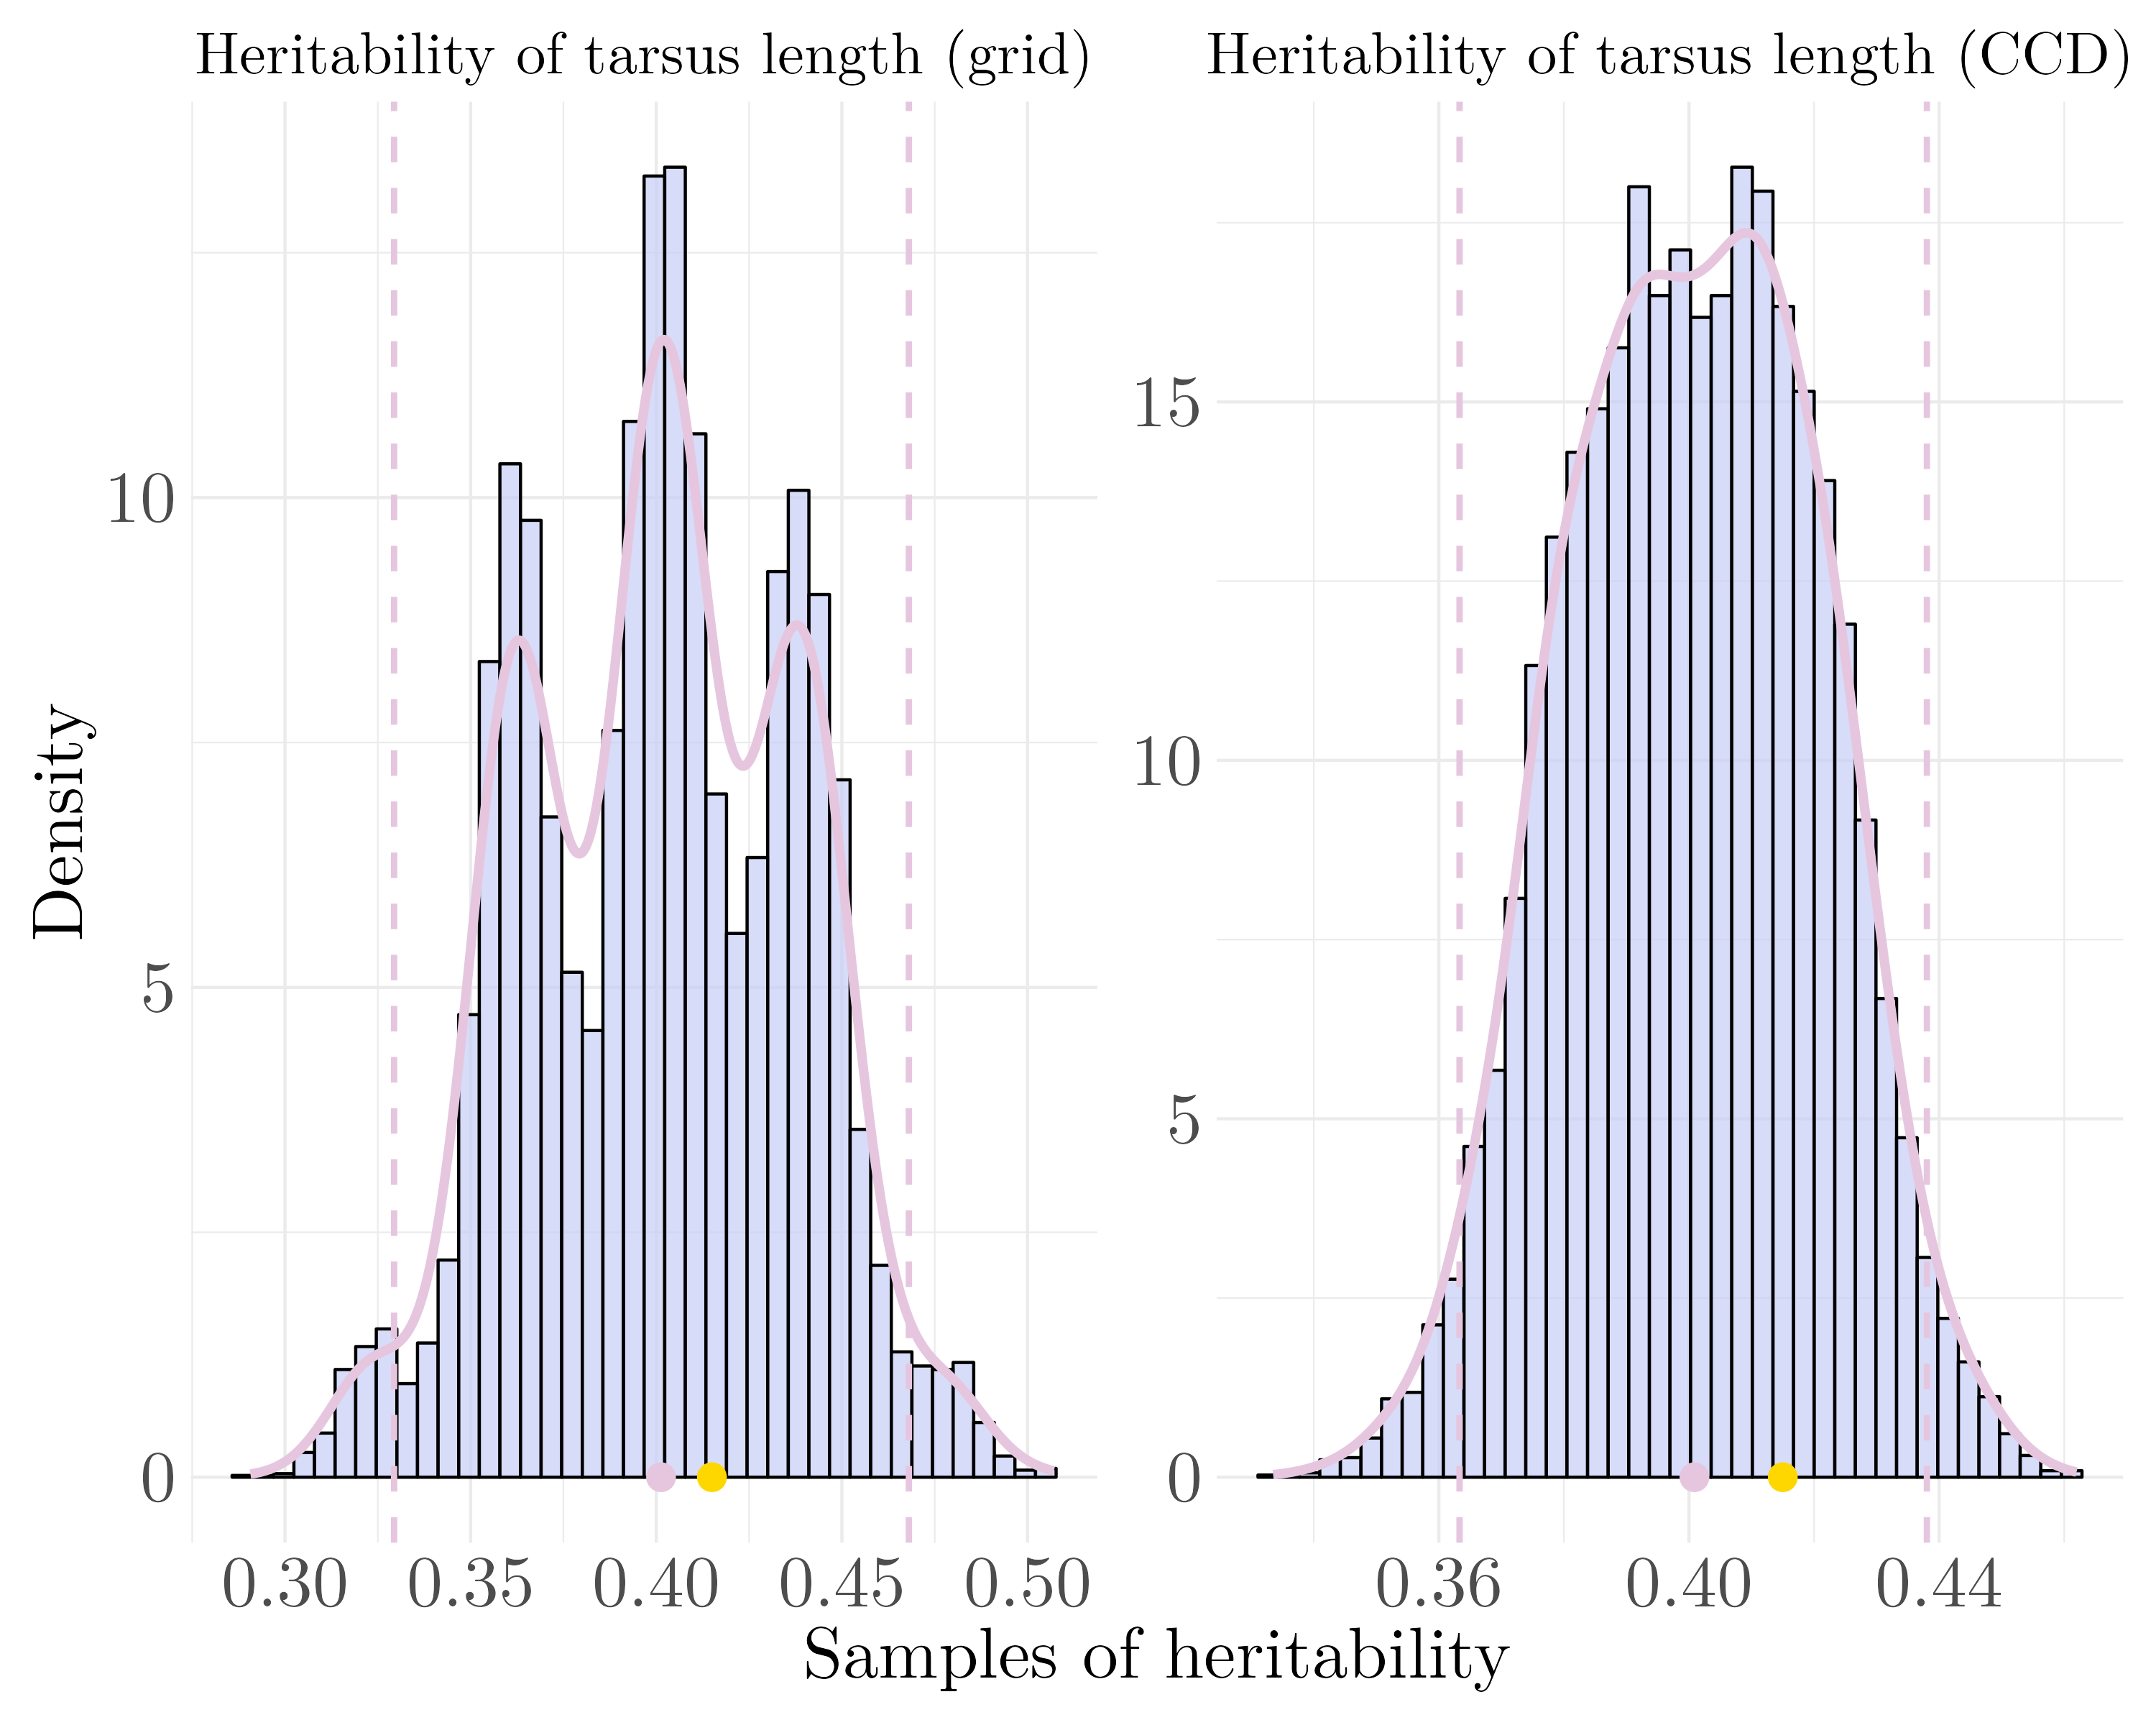 Heritability of tarsus length (grid)
Heritability of tarsus length (CCD)
Density
10
5
0
0.30 0.35 0.40 0.45 0.50
15
10
5
0
0.36 0.40 0.44
Samples of heritability